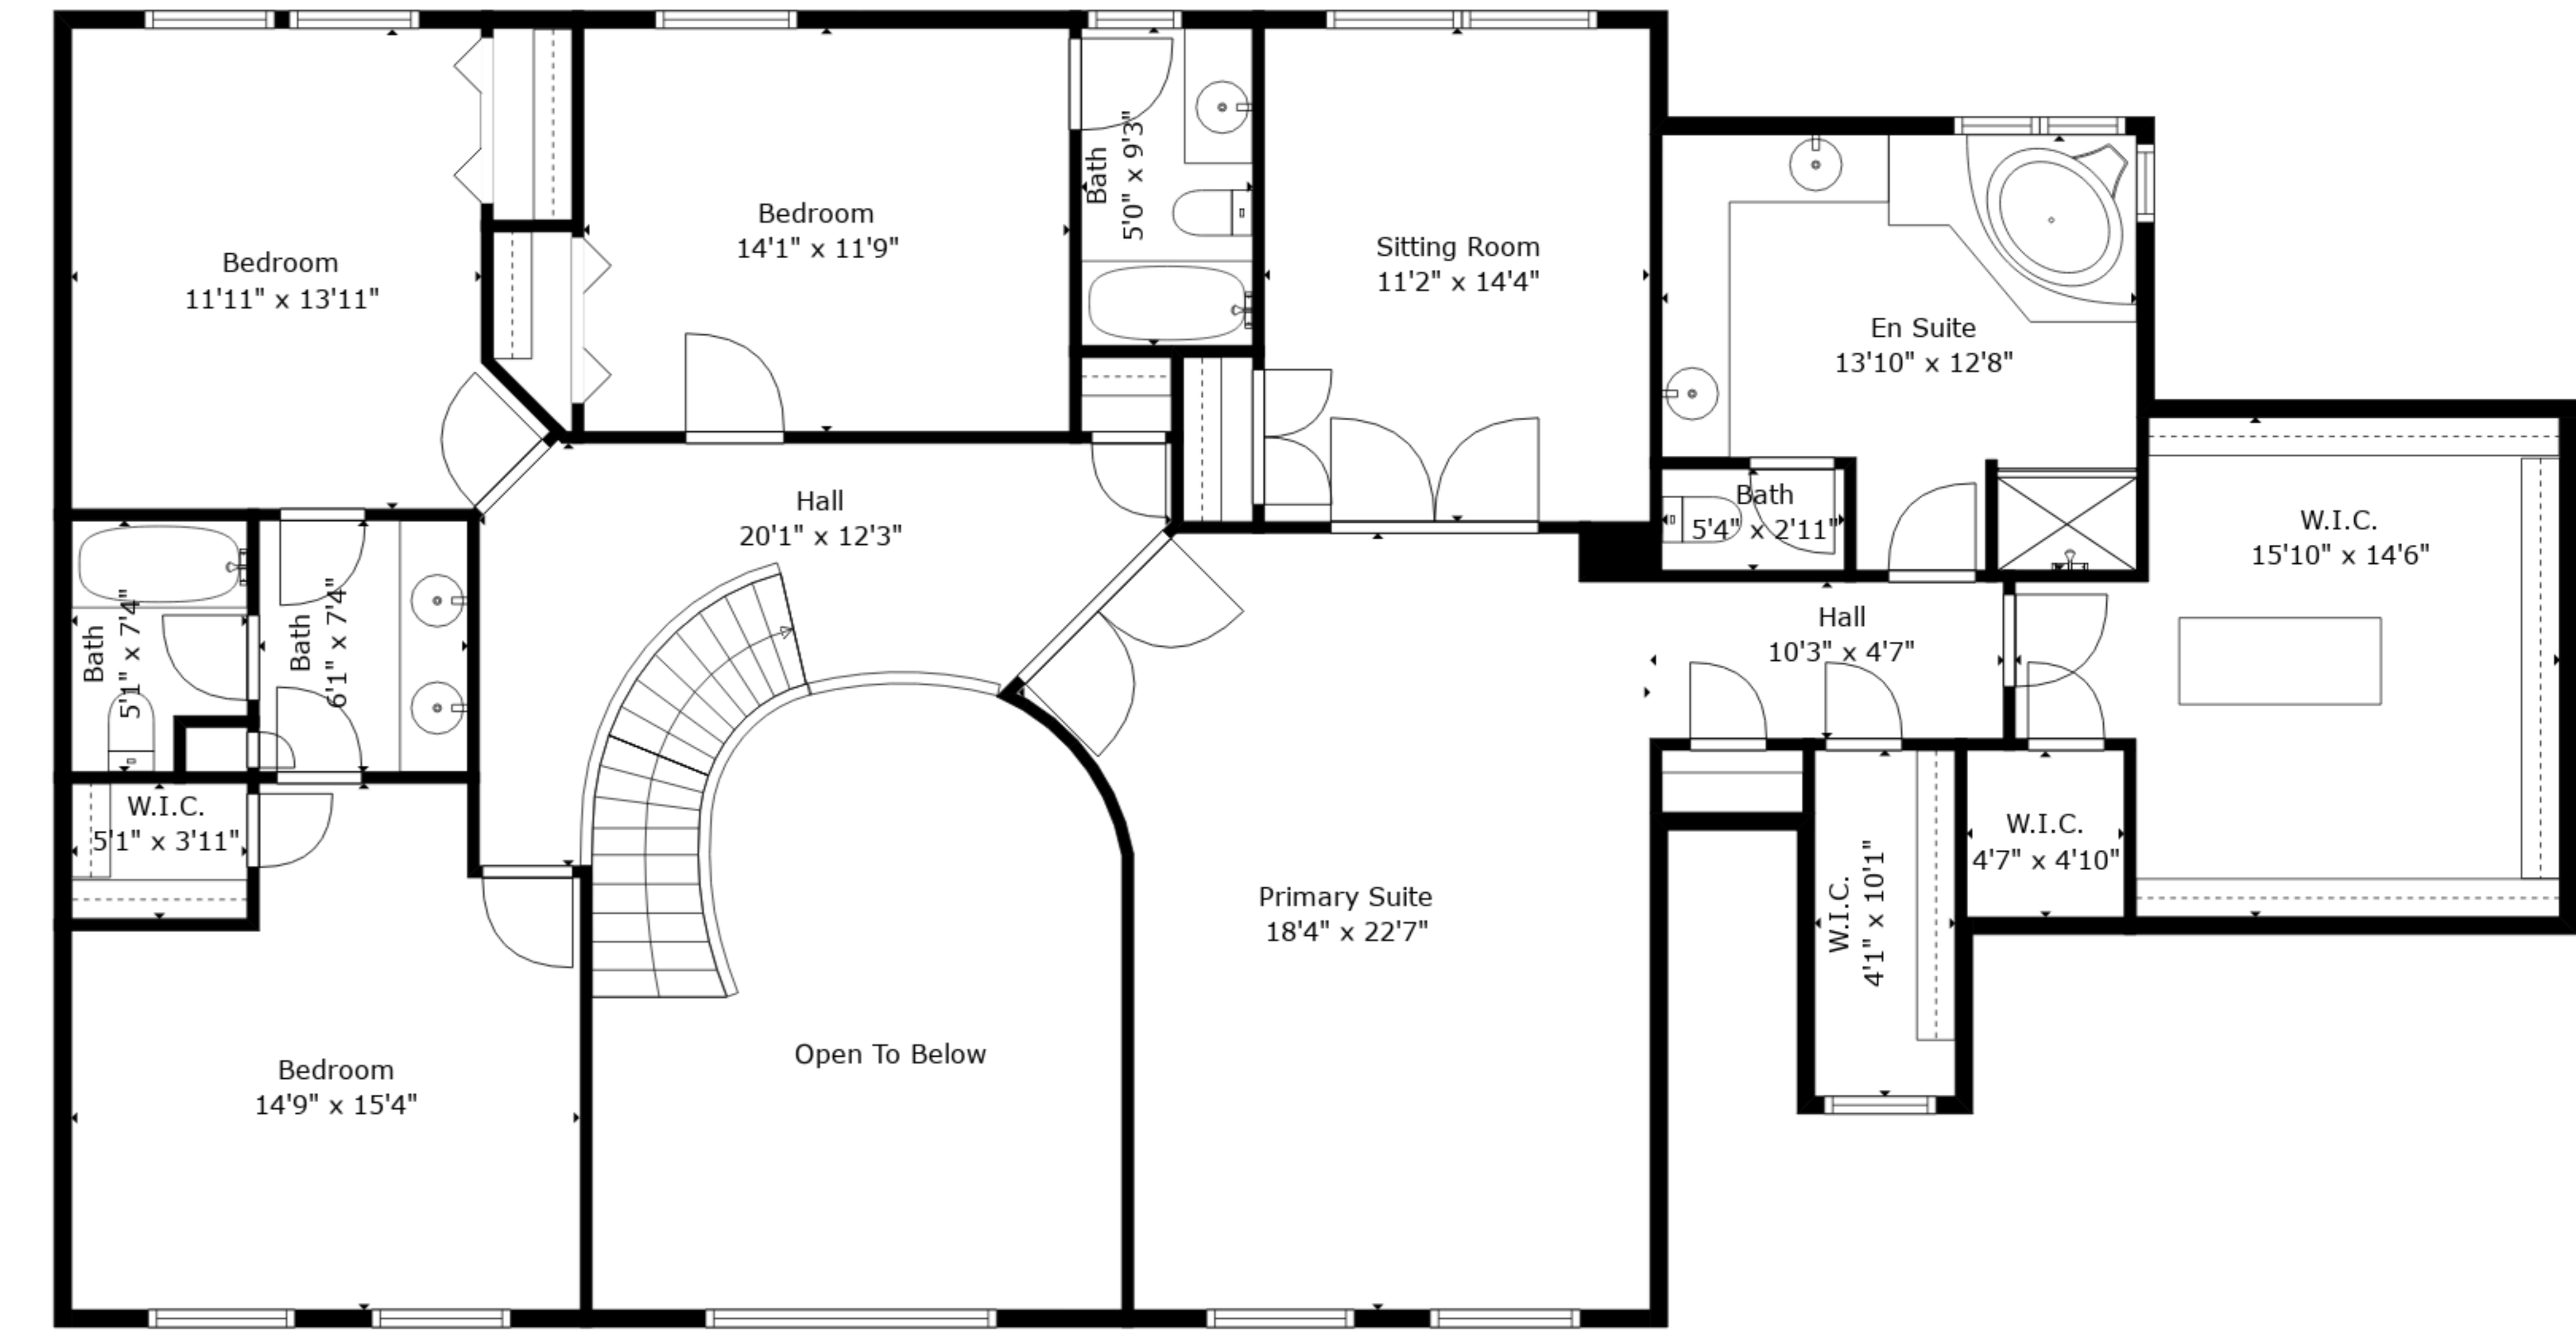 Bedroom
11'11" x 13'11"
Bedroom
14'1" x 11'9"
Bath
5'0" x 9'3"
Sitting Room
11'2" x 14'4"
En Suite
13'10" x 12'8"
Hall
20'1" x 12'3"
Bath
5'4" x 2'11"
W.I.C.
15'10" x 14'6"
Bath
5'1" x 7'4"
Bath
6'1" x 7'4"
Hall
10'3" x 4'7"
W.I.C.
5'1" x 3'11"
Primary Suite
18'4" x 22'7"
W.I.C.
4'1" x 10'1"
W.I.C.
4'7" x 4'10"
Bedroom
14'9" x 15'4"
Open To Below